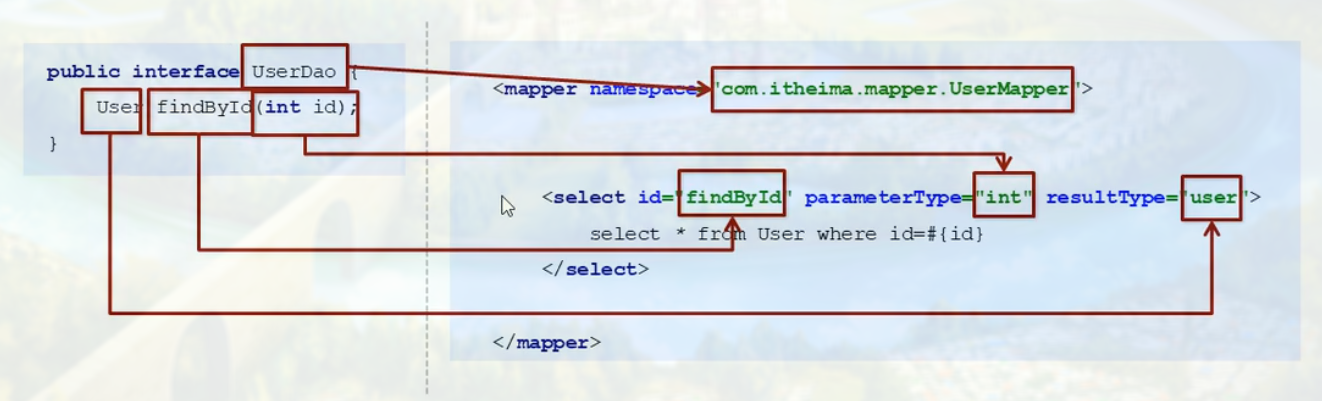 public interface UserDao {
User findById(int id);
}
<mapper namespace="com.itheima.mapper.UserMapper">
<select id="findById" parameterType="int" resultType="user">
select * from User where id=#{id}
</select>
</mapper>